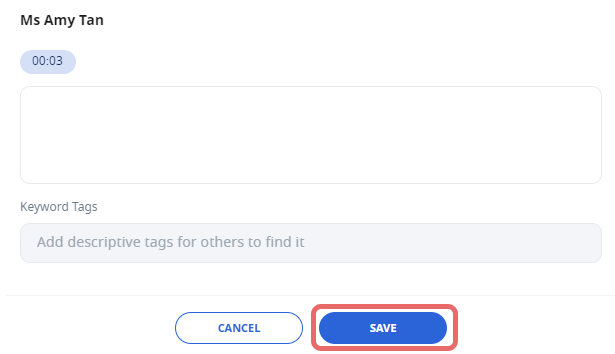 Ms Amy Tan
00:03
Keyword Tags
Add descriptive tags for others to find it
CANCEL SAVE